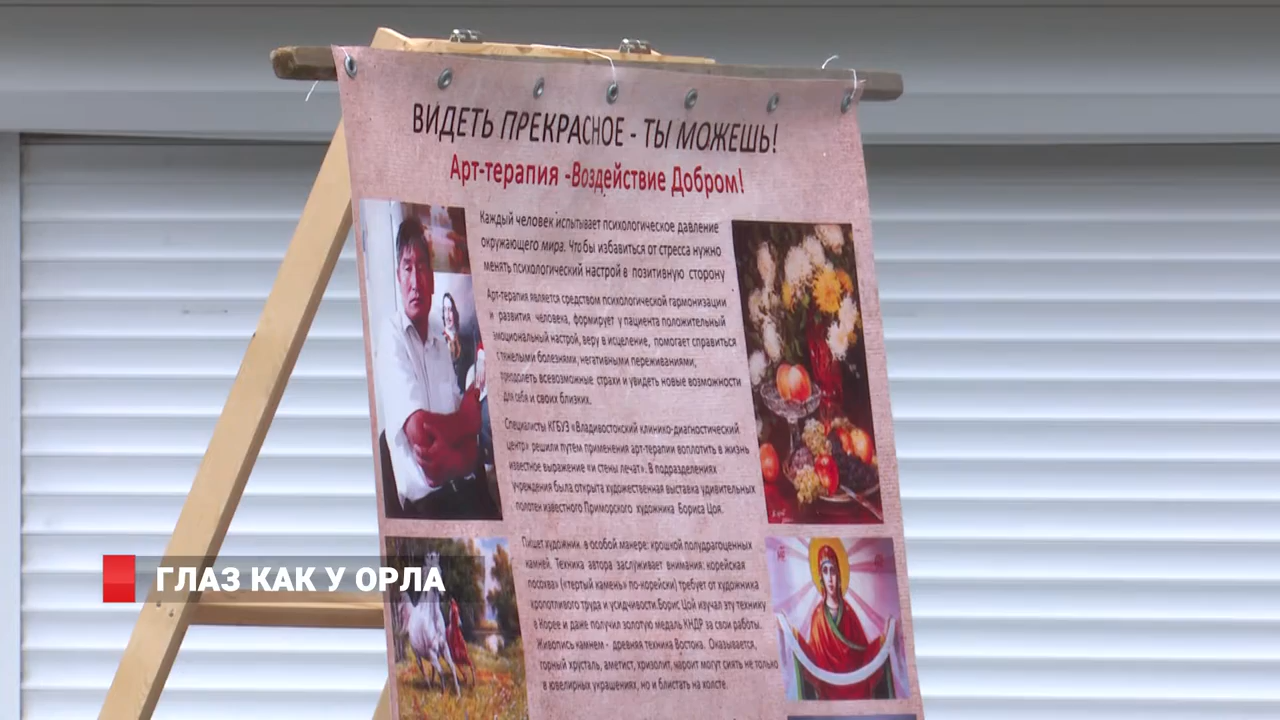 ВИДЕТЬ ПРЕКРАСНОЕ - ТЫ МОЖЕШЬ!
Арт-терапия -Воздействие Добром!
Каждый человек испытывает психологическое давление
окружающего мира. Что бы избавиться от стресса нужно
менять психологический настрой в позитивную сторону
Арт-терапия является средством психологической гармонизации
и развития человека, формирует у пациента положительный
эмоциональный настрой, веру в исцеление, помогает справиться
с тяжелыми болезнями, негативными переживаниями,
преодолеть всевозможные страхи и увидеть новые возможности
для себя и своих близких.
Специалисты КГБУЗ «Владивостокский клинико-диагностический
центр» решили путем применения арт-терапии воплотить в жизнь
известное выражение «и стены лечат». В подразделениях
учреждения была открыта художественная выставка удивительных
полотен известного Приморского художника Бориса Цоя.
Пишет художник в особой манере: крошкой полудрагоценных
камней. Техника автора заслуживает внимания: корейская
посохва» («тертый камень» по-корейски) требует от художника
кропотливого труда и усидчивости.Борис Цой изучал эту технику
в Корее и даже получил золотую медаль КНДР за свои работы.
Живопись камнем - древняя техника Востока. Оказывается,
горный хрусталь, аметист, хризолит, чароит могут сиять не только
в ювелирных украшениях, но и блистать на холсте.
ГЛАЗ КАК У ОРЛА